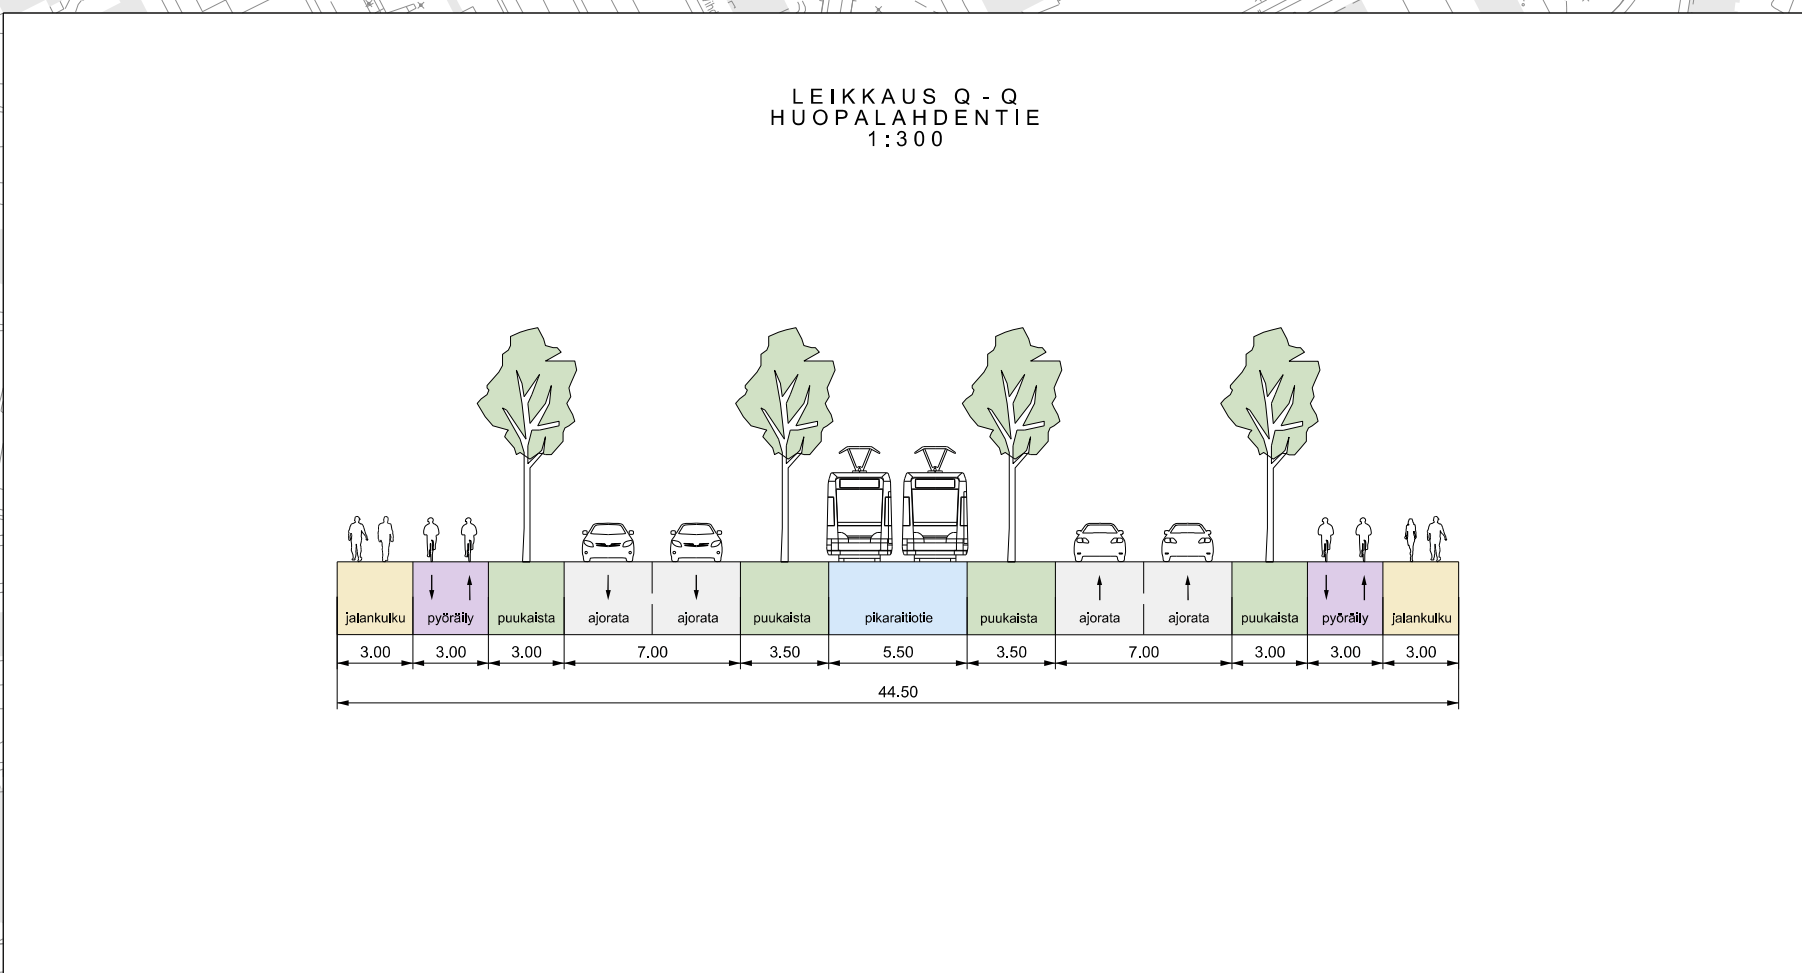 LEIKKAUS Q - Q
HUOPALAHDENTIE
1:300
jalankulku pyöräily puukaista ajorata ajorata puukaista pikaraitiotie puukaista ajorata ajorata puukaista pyöräily jalankulku
3.00 3.00 3.00 7.00 3.50 5.50 3.50 7.00 3.00 3.00 3.00
44.50